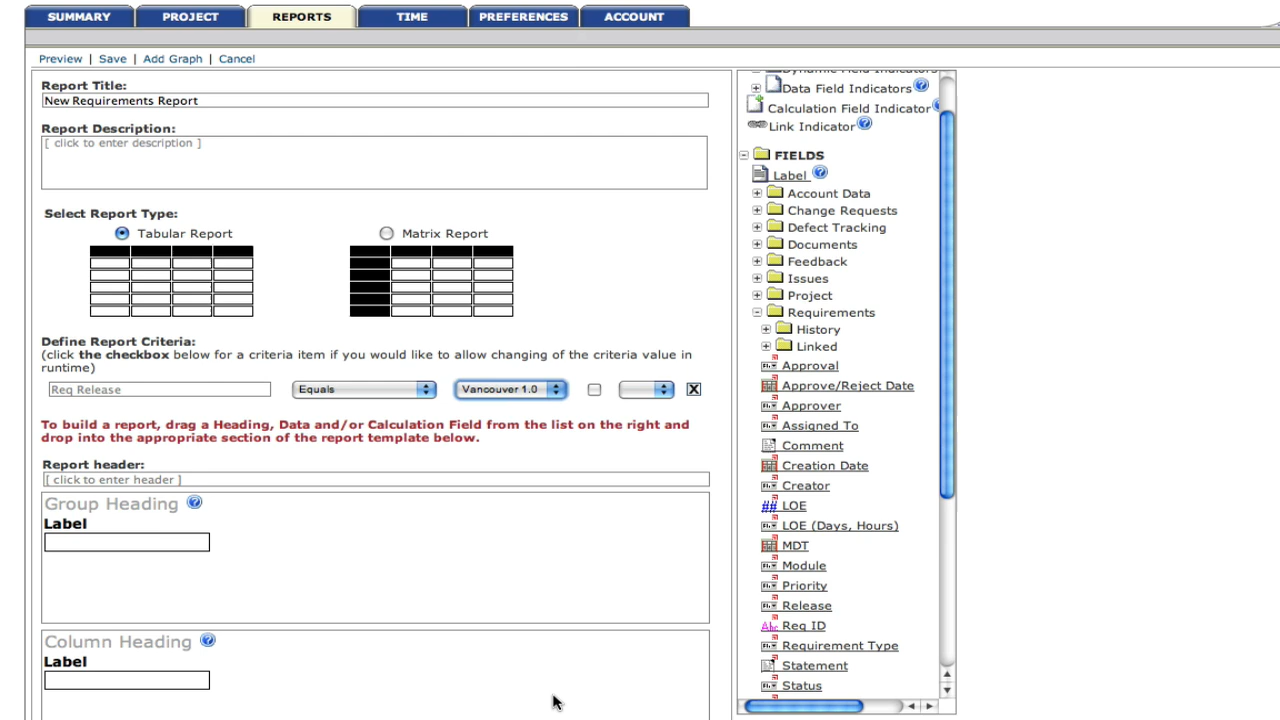 SUMMARY PROJECT REPORTS TIME PREFERENCES ACCOUNT
Preview | Save | Add Graph | Cancel
Report Title:
New Requirements Report
Report Description:
[ click to enter description ]
Select Report Type:
Tabular Report Matrix Report
Define Report Criteria:
(click the checkbox below for a criteria item if you would like to allow changing of the criteria value in
runtime)
Req Release Equals Vancouver 1.0
To build a report, drag a Heading, Data and/or Calculation Field from the list on the right and
drop into the appropriate section of the report template below.
Report header:
[ click to enter header ]
Group Heading
Label
Column Heading
Label
Dynamic Field Indicators
Data Field Indicators
Calculation Field Indicator
Link Indicator
FIELDS
Label
Account Data
Change Requests
Defect Tracking
Documents
Feedback
Issues
Project
Requirements
History
Linked
Approval
Approve/Reject Date
Approver
Assigned To
Comment
Creation Date
Creator
LOE
LOE (Days, Hours)
MDT
Module
Priority
Release
Req ID
Requirement Type
Statement
Status